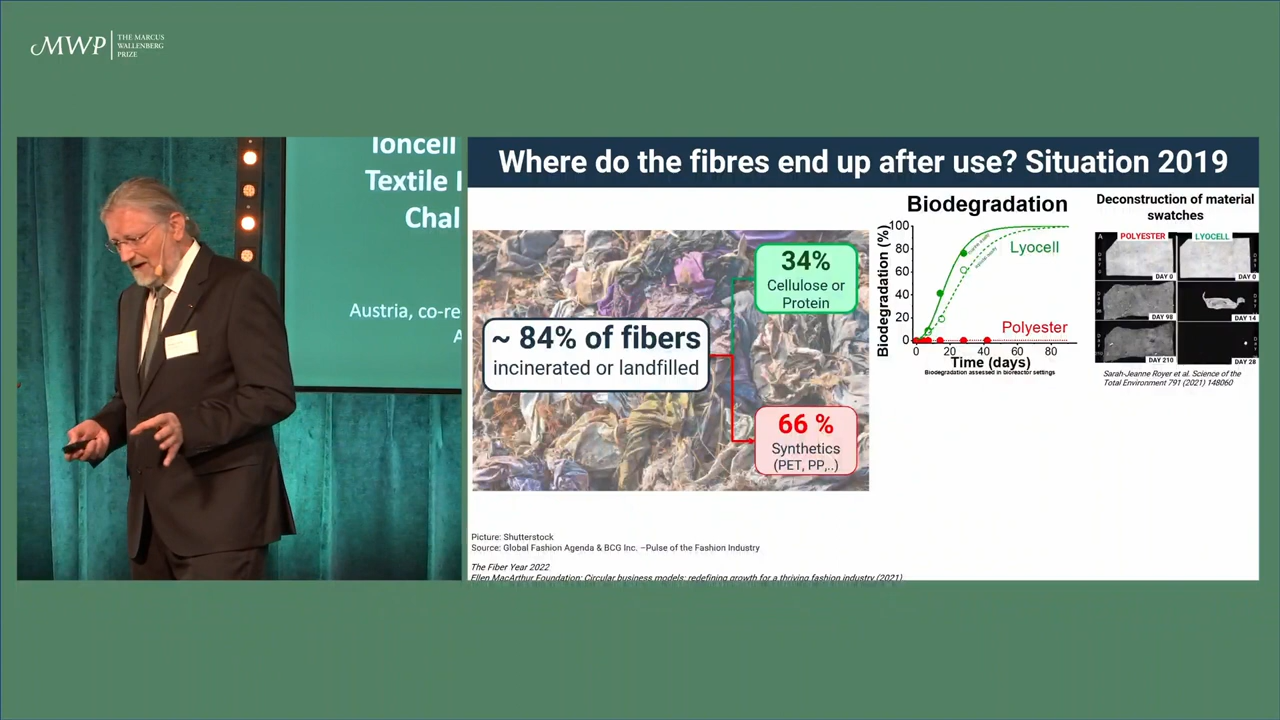 MWP
THE MARCUS
WALLENBERG
PRIZE
Ioncell
Textile
Chal
Austria, co-re
A
Where do the fibres end up after use? Situation 2019
~ 84% of fibers
incinerated or landfilled
34%
Cellulose or
Protein
66 %
Synthetics
(PET, PP,..)
Biodegradation
Biodegradation (%)
100
80
60
40
20
0
Lyocell
Polyester
0 20 40 60 80
Time (days)
Biodegradation assessed in bioreactor settings
Deconstruction of material
swatches
A
POLYESTER
LYOCELL
DAY 0
DAY 0
DAY 98
DAY 14
DAY 210
DAY 28
Sarah-Jeanne Royer et al. Science of the
Total Environment 791 (2021) 148060
Picture: Shutterstock
Source: Global Fashion Agenda & BCG Inc. –Pulse of the Fashion Industry
The Fiber Year 2022
Ellen MacArthur Foundation: Circular business models: redefining growth for a thriving fashion industry (2021)